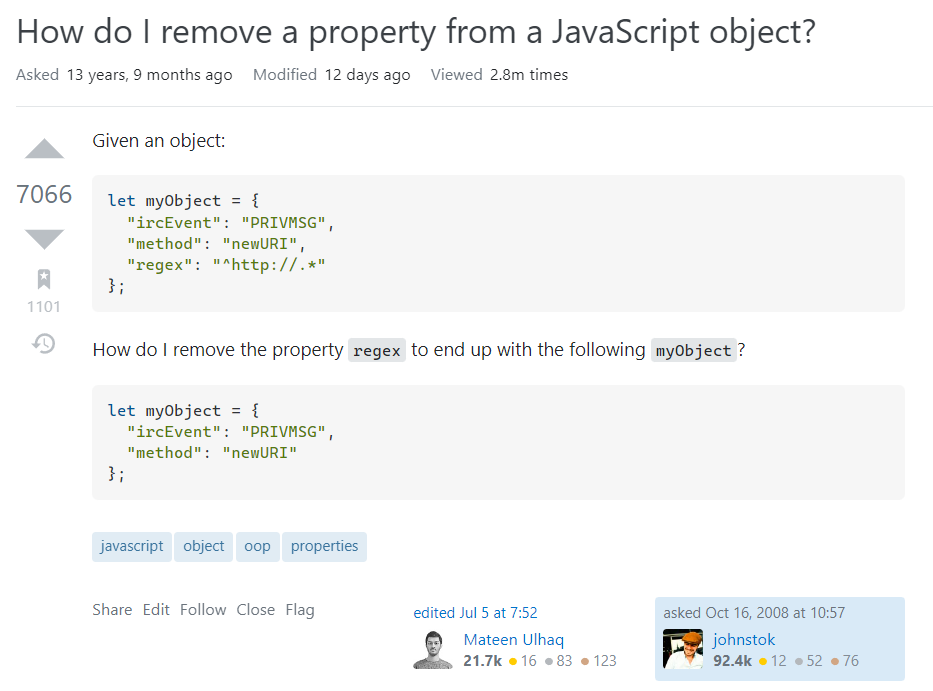 How do I remove a property from a JavaScript object?
Asked 13 years, 9 months ago Modified 12 days ago Viewed 2.8m times
Given an object:
7066
let myObject = {
  "ircEvent": "PRIVMSG",
  "method": "newURI",
  "regex": "^http://.*"
};
1101
How do I remove the property regex to end up with the following myObject?
let myObject = {
  "ircEvent": "PRIVMSG",
  "method": "newURI"
};
javascript object oop properties
Share Edit Follow Close Flag
edited Jul 5 at 7:52
Mateen Ulhaq
21.7k 16 83 123
asked Oct 16, 2008 at 10:57
johnstok
92.4k 12 52 76